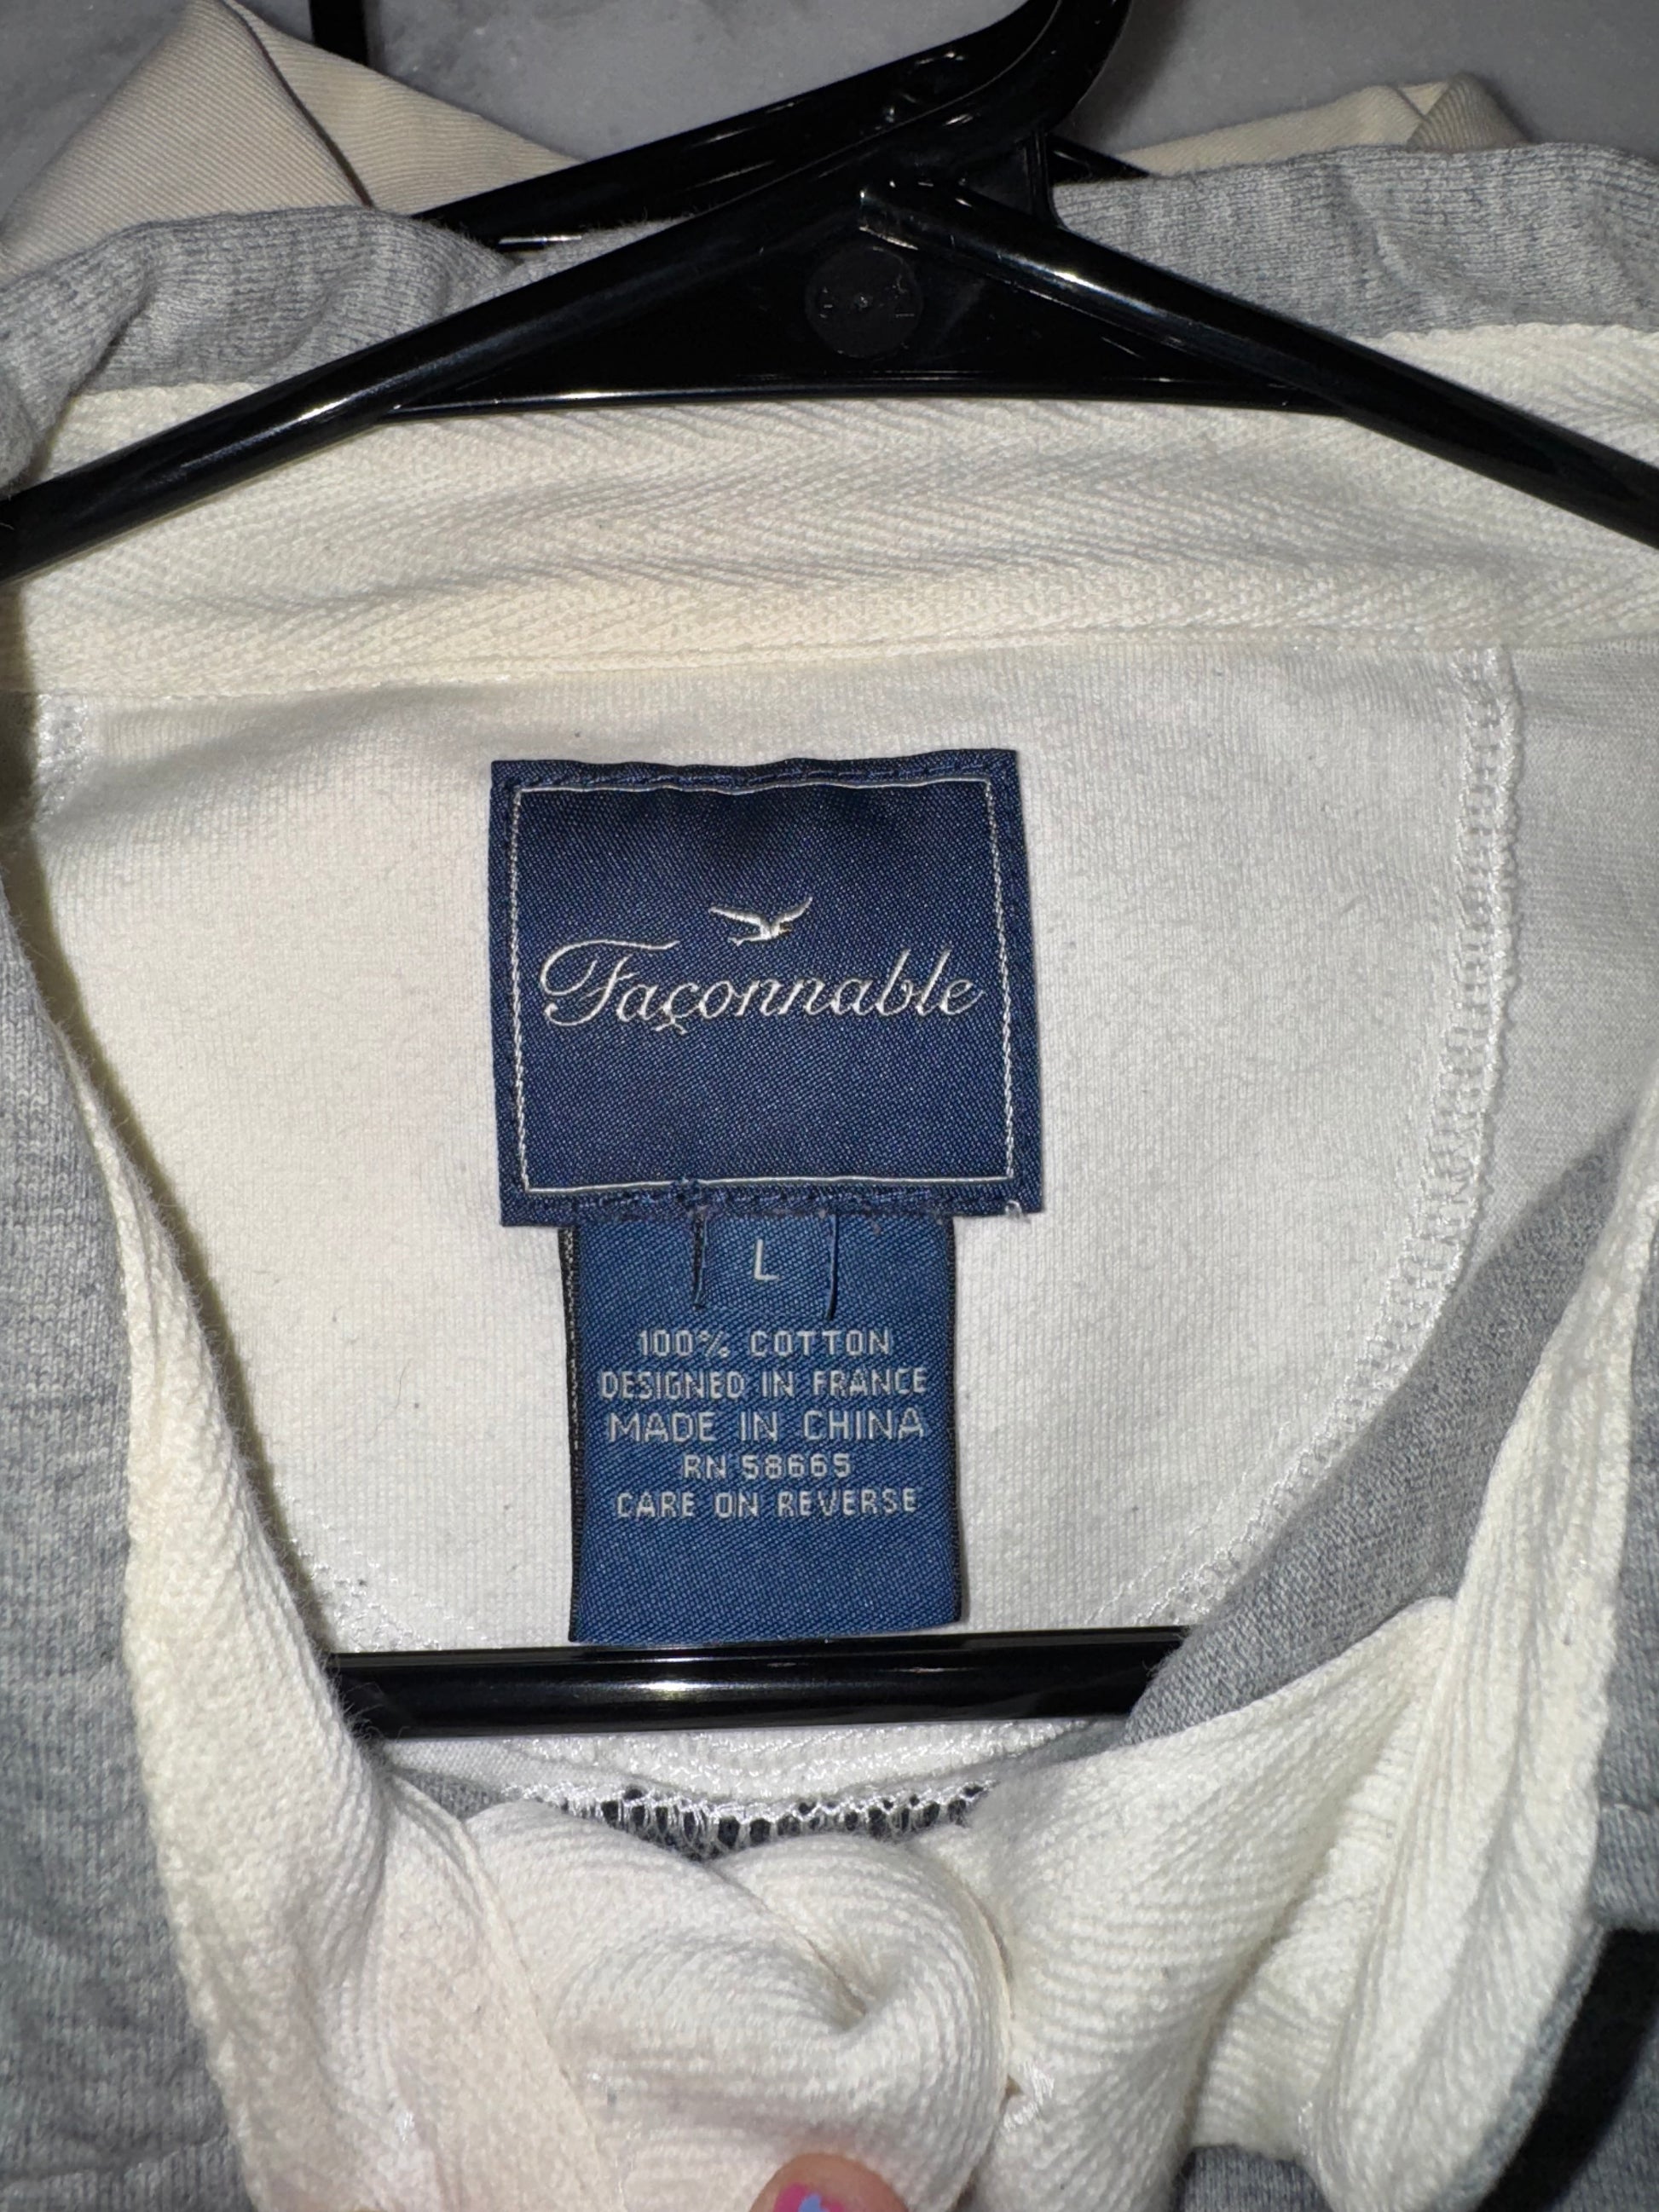 Façonnable
L
100% COTTON
DESIGNED IN FRANCE
MADE IN CHINA
RN 58665
CARE ON REVERSE